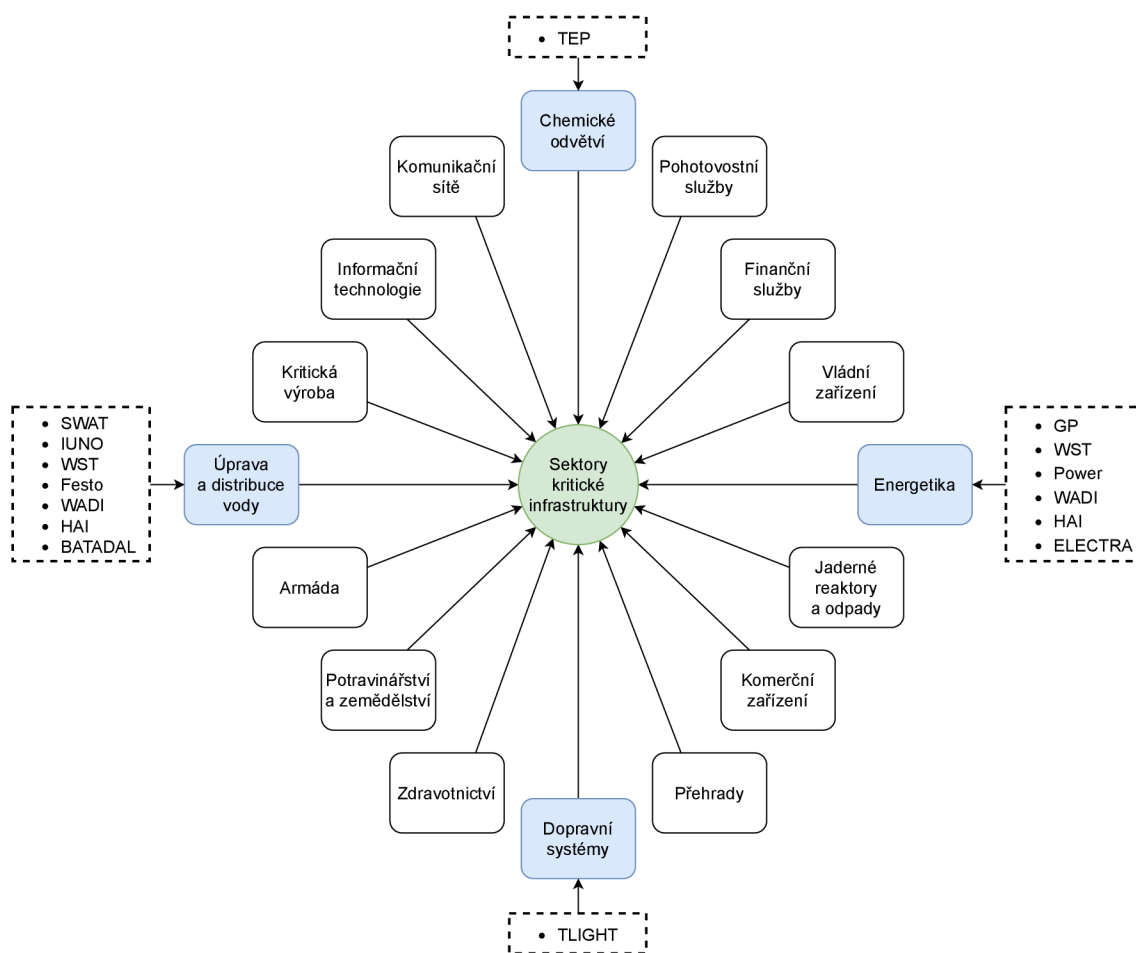 • TEP
Chemické
odvětví
Komunikační
sítě
Pohotovostní
služby
Informační
technologie
Finanční
služby
Kritická
výroba
Vládní
zařízení
• SWAT
• IUNO
• WST
• Festo
• WADI
• HAI
• BATADAL
Úprava
a distribuce
vody
Sektory
kritické
infrastruktury
Energetika
• GP
• WST
• Power
• WADI
• HAI
• ELECTRA
Armáda
Jaderné
reaktory
a odpady
Potravinářství
a zemědělství
Komerční
zařízení
Zdravotnictví
Přehrady
Dopravní
systémy
• TLIGHT